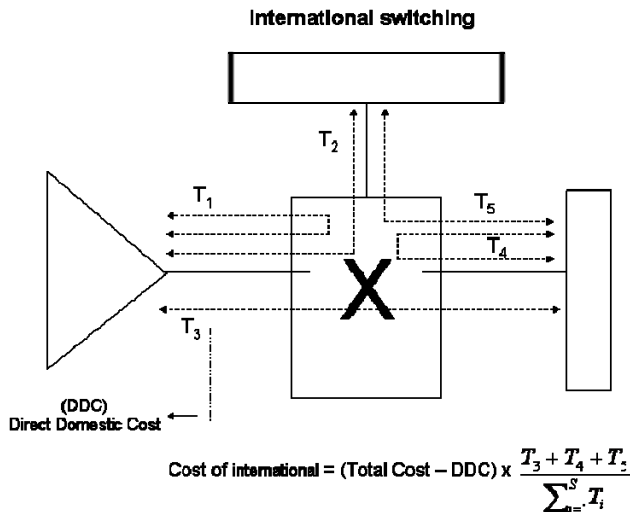 International switching
T₂
T₁
T₅
T₄
X
T₃
(DDC)
Direct Domestic Cost
Cost of international = (Total Cost – DDC) x (T₃ + T₄ + T₅) / ∑ Tᵢ